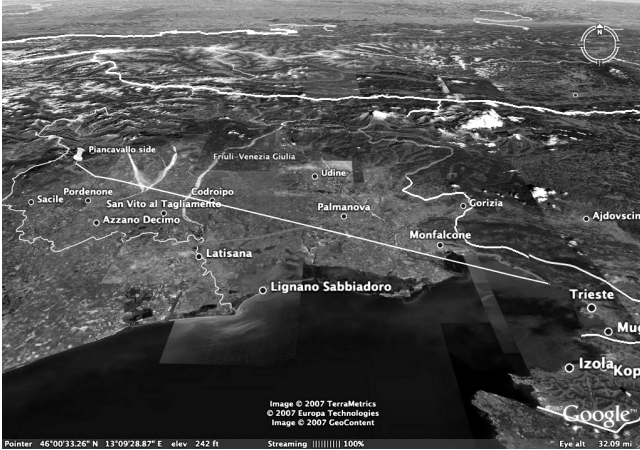 N
Piancavallo side
Friuli-Venezia Giulia
Udine
Sacile
Pordenone
Codroipo
San Vito al Tagliamento
Azzano Decimo
Palmanova
Gorizia
Ajdovscin
Monfalcone
Latisana
Lignano Sabbiadoro
Trieste
Mug
Izola
Kop
Image © 2007 TerraMetrics
© 2007 Europa Technologies
Image © 2007 GeoContent
©2007 Google™
Pointer 46°00'33.26" N 13°09'28.87" E elev 242 ft Streaming |||||||||| 100% Eye alt 32.09 mi